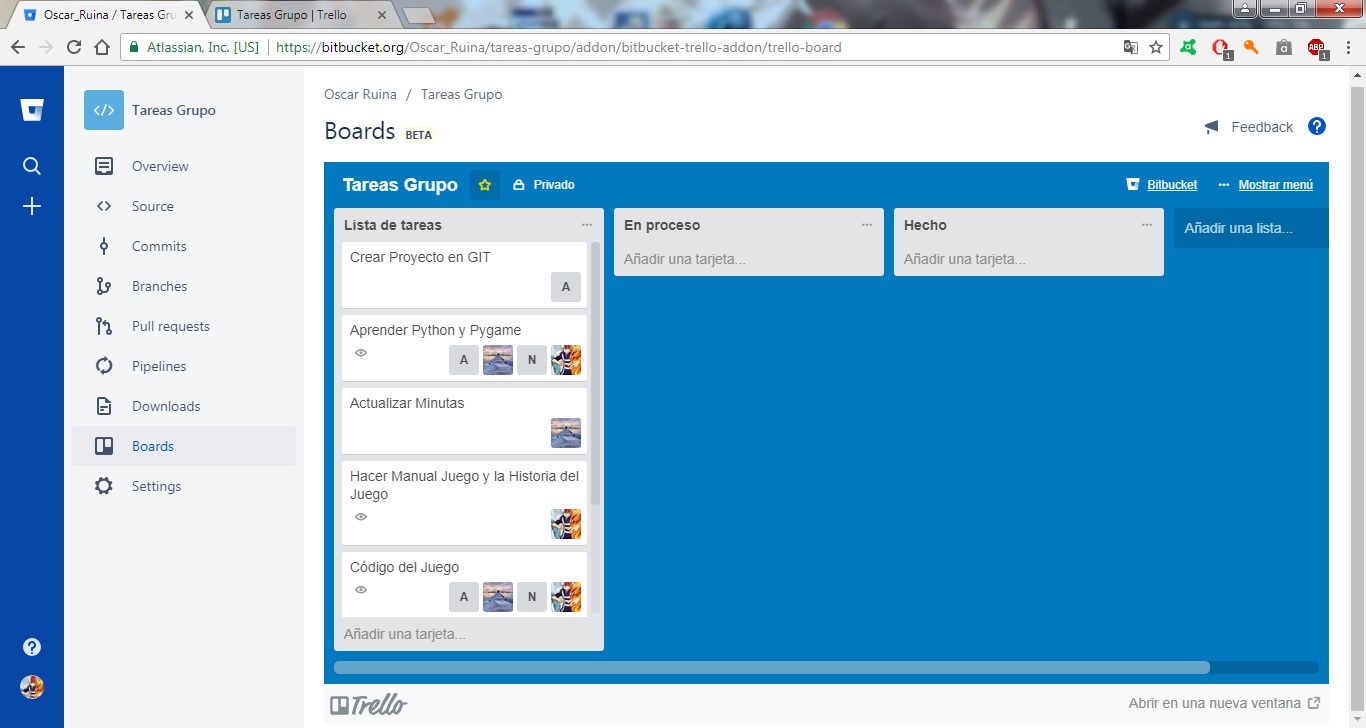 Oscar_Ruina / Tareas Gru
Tareas Grupo | Trello
Atlassian, Inc. [US]
https://bitbucket.org/Oscar_Ruina/tareas-grupo/addon/bitbucket-trello-addon/trello-board
1
a
ABP
1
Tareas Grupo
Overview
Source
Commits
Branches
Pull requests
Pipelines
Downloads
Boards
Settings
Oscar Ruina / Tareas Grupo
Boards BETA
Feedback
Tareas Grupo
Privado
Bitbucket
Mostrar menú
Lista de tareas
Crear Proyecto en GIT
A
Aprender Python y Pygame
A N
Actualizar Minutas
Hacer Manual Juego y la Historia del
Juego
Código del Juego
A N
Añadir una tarjeta...
En proceso
Añadir una tarjeta...
Hecho
Añadir una tarjeta...
Añadir una lista...
Trello
Abrir en una nueva ventana